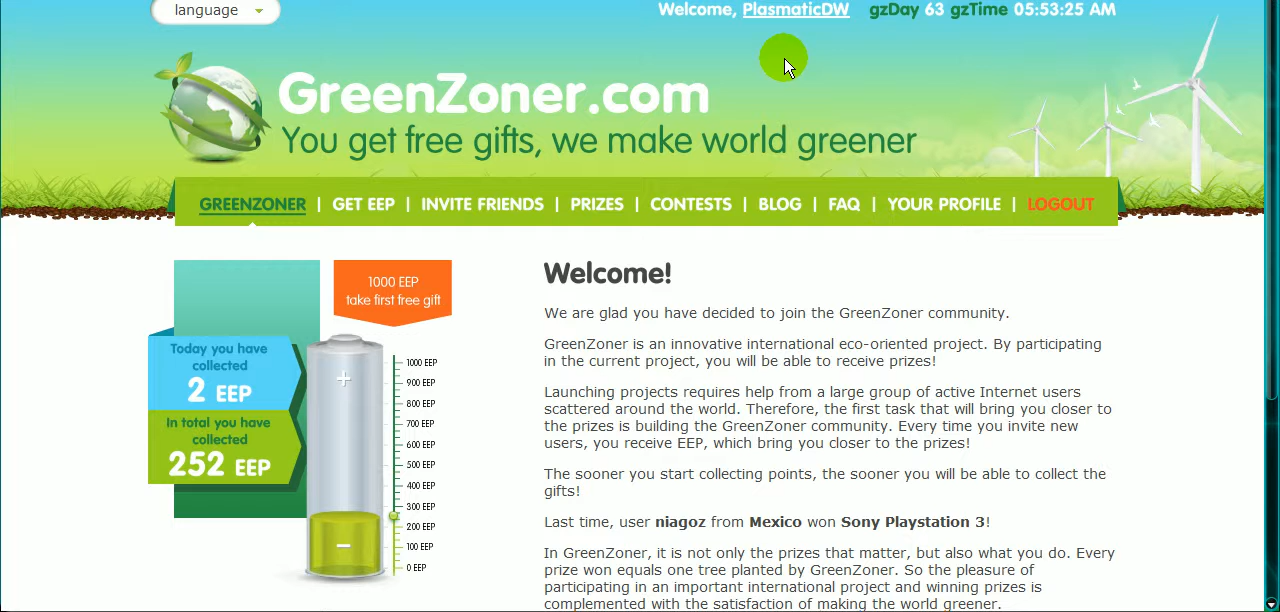 language
Welcome, PlasmaticDW gzDay 63 gzTime 05:53:25 AM
GreenZoner.com
You get free gifts, we make world greener
GREENZONER | GET EEP | INVITE FRIENDS | PRIZES | CONTESTS | BLOG | FAQ | YOUR PROFILE | LOGOUT
1000 EEP
take first free gift
Today you have
collected
2 EEP
In total you have
collected
252 EEP
+
−
1000 EEP
900 EEP
800 EEP
700 EEP
600 EEP
500 EEP
400 EEP
300 EEP
200 EEP
100 EEP
0 EEP
Welcome!
We are glad you have decided to join the GreenZoner community.
GreenZoner is an innovative international eco-oriented project. By participating
in the current project, you will be able to receive prizes!
Launching projects requires help from a large group of active Internet users
scattered around the world. Therefore, the first task that will bring you closer to
the prizes is building the GreenZoner community. Every time you invite new
users, you receive EEP, which bring you closer to the prizes!
The sooner you start collecting points, the sooner you will be able to collect the
gifts!
Last time, user niagoz from Mexico won Sony Playstation 3!
In GreenZoner, it is not only the prizes that matter, but also what you do. Every
prize won equals one tree planted by GreenZoner. So the pleasure of
participating in an important international project and winning prizes is
complemented with the satisfaction of making the world greener.